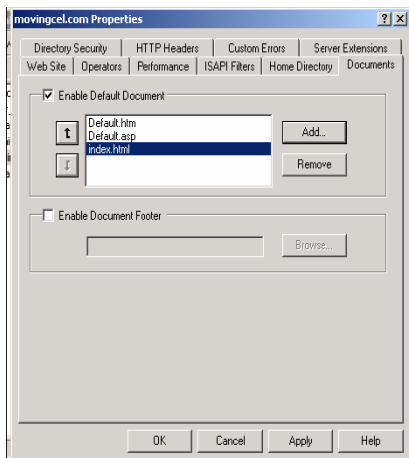 movingcel.com Properties
Directory Security HTTP Headers Custom Errors Server Extensions
Web Site Operators Performance ISAPI Filters Home Directory Documents
Enable Default Document
Default.htm
Default.asp
index.html
Add...
Remove
Enable Document Footer
Browse...
OK Cancel Apply Help